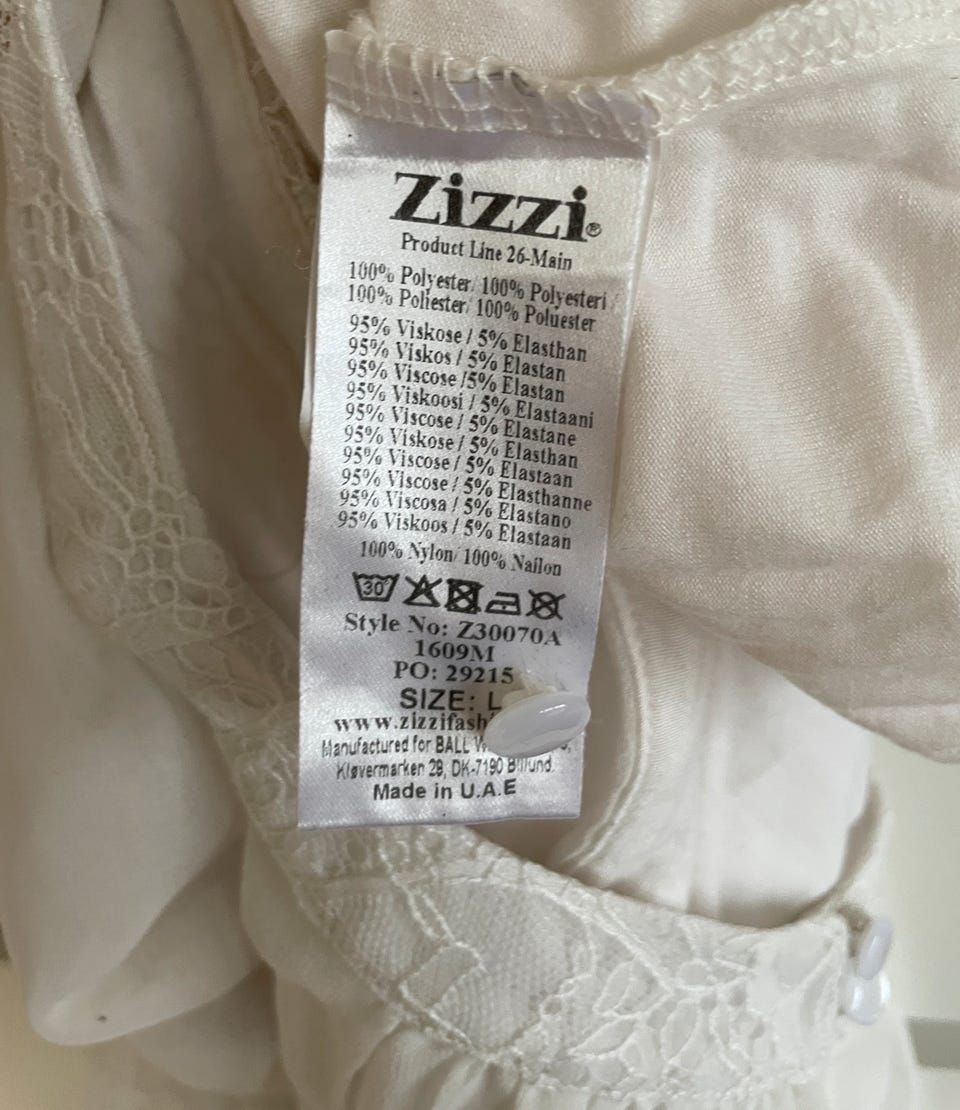 Zizzi®
Product Line 26-Main
100% Polyester/ 100% Polyesteri /
100% Poliester/ 100% Poluester
95% Viskose / 5% Elasthan
95% Viskos / 5% Elastan
95% Viscose /5% Elastan
95% Viskoosi / 5% Elastaani
95% Viscose / 5% Elastane
95% Viskose / 5% Elasthan
95% Viscose / 5% Elastaan
95% Viscose / 5% Elasthanne
95% Viscosa / 5% Elastano
95% Viskoos / 5% Elastaan
100% Nylon/ 100% Nailon
30°
Style No: Z30070A
1609M
PO: 29215
SIZE: L
www.zizzifash
Manufactured for BALL
Kløvermarken 29, DK-7190 Billund.
Made in U.A.E